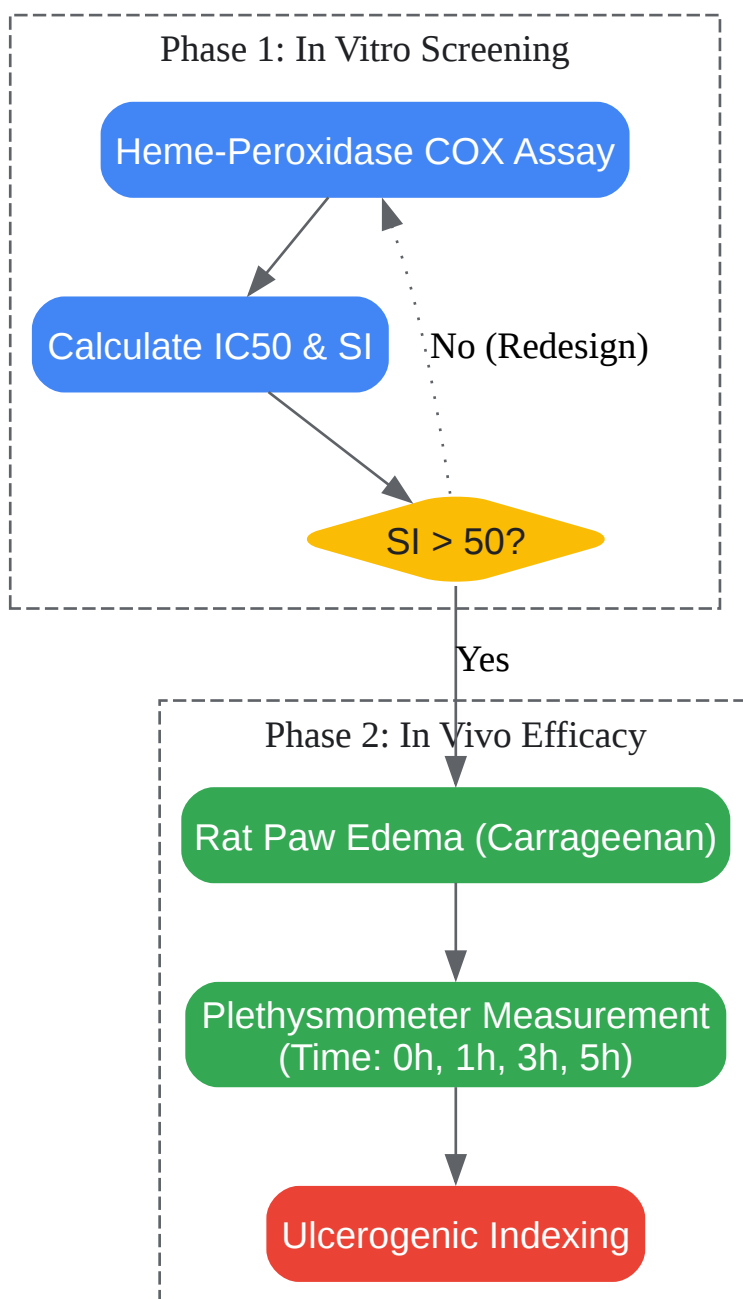 Phase 1: In Vitro Screening
Heme-Peroxidase COX Assay
Calculate IC50 & SI
No (Redesign)
SI > 50?
Yes
Phase 2: In Vivo Efficacy
Rat Paw Edema (Carrageenan)
Plethysmometer Measurement
(Time: 0h, 1h, 3h, 5h)
Ulcerogenic Indexing